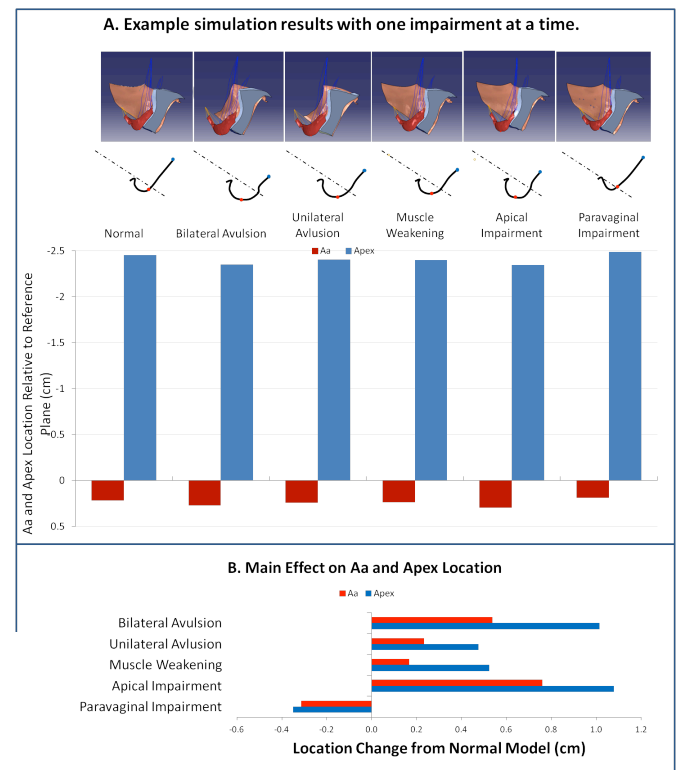 A. Example simulation results with one impairment at a time.
Normal
Bilateral Avulsion
Unilateral
Avlusion
Muscle
Weakening
Apical
Impairment
Paravaginal
Impairment
Aa Apex
Aa and Apex Location Relative to Reference
Plane (cm)
-2.5
-2
-1.5
-1
-0.5
0
0.5
B. Main Effect on Aa and Apex Location
Aa Apex
Bilateral Avulsion
Unilateral Avlusion
Muscle Weakening
Apical Impairment
Paravaginal Impairment
-0.6 -0.4 -0.2 0.0 0.2 0.4 0.6 0.8 1.0 1.2
Location Change from Normal Model (cm)